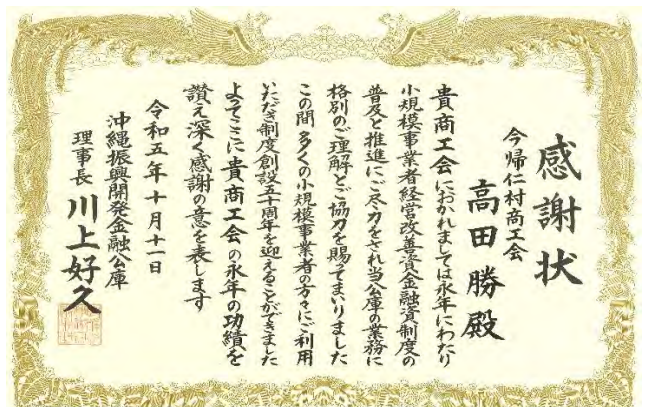 感謝状
今帰仁村商工会
高田 勝殿
貴商工会におかれましては永年にわたり
小規模事業者経営改善資金融資制度の
普及と推進にご尽力をされ当公庫の業務に
格別のご理解とご協力を賜てまいりました
この間 多くの小規模事業者の方々にご利用
いただき制度創設五十周年を迎えることができました
よってここに貴商工会の永年の功績を
讃え深く感謝の意を表します
令和五年十月十一日
沖縄振興開発金融公庫
理事長 川上好久